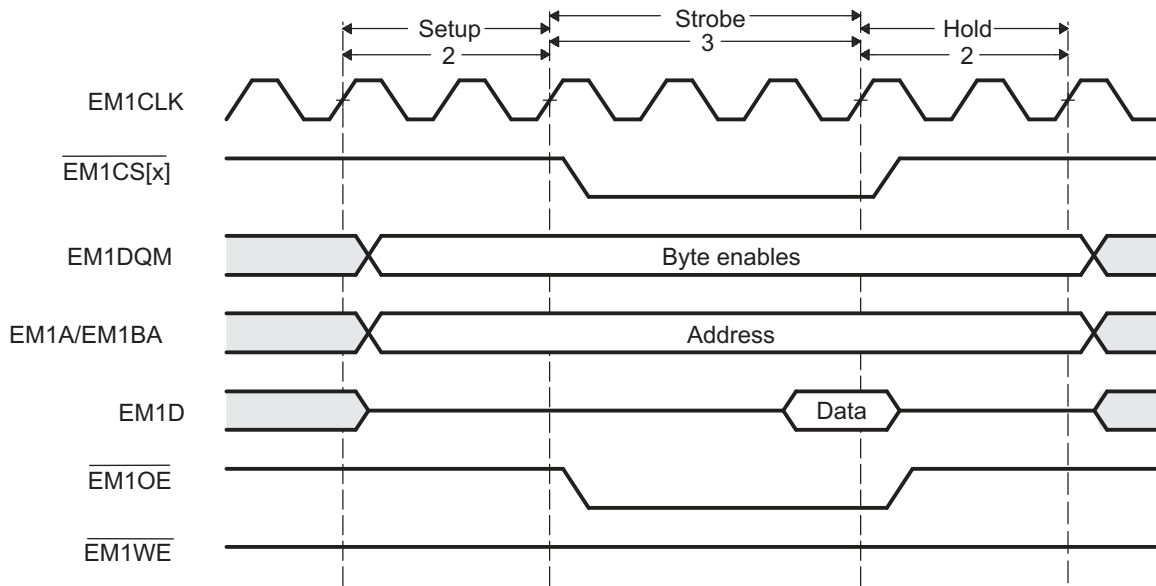 Setup
Strobe
Hold
2
3
2
EM1CLK
EM1CS[x]
EM1DQM
Byte enables
EM1A/EM1BA
Address
EM1D
Data
EM1OE
EM1WE